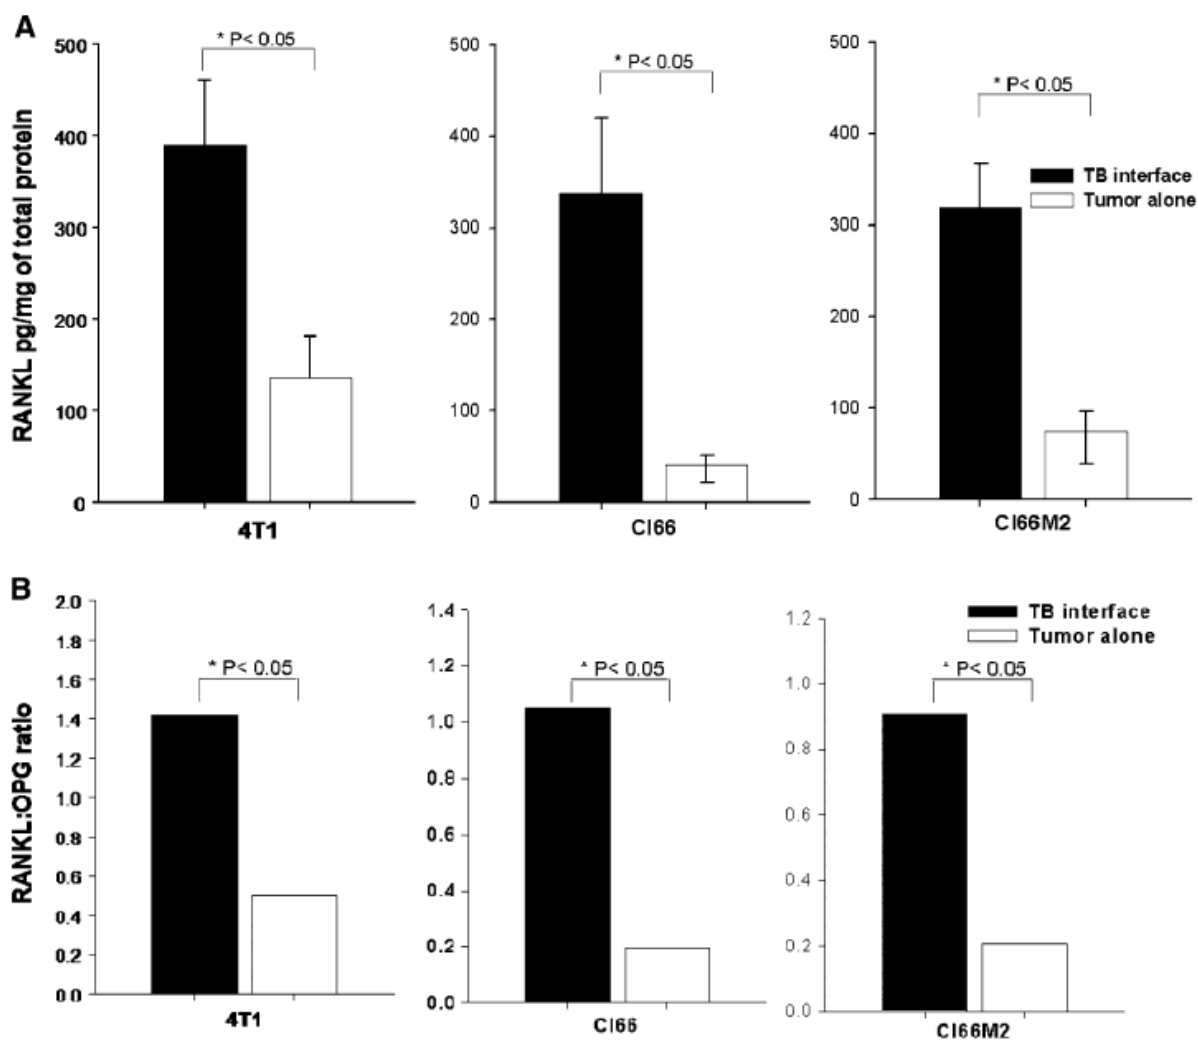 A
RANKL pg/mg of total protein
500
400
300
200
100
0
* P< 0.05
4T1
500
400
300
200
100
0
* P< 0.05
Cl66
500
400
300
200
100
0
* P< 0.05
TB interface
Tumor alone
Cl66M2
B
RANKL:OPG ratio
2.0
1.8
1.6
1.4
1.2
1.0
0.8
0.6
0.4
0.2
0.0
* P< 0.05
4T1
1.4
1.2
1.0
0.8
0.6
0.4
0.2
0.0
* P< 0.05
Cl66
1.2
1.0
0.8
0.6
0.4
0.2
0.0
TB interface
Tumor alone
* P< 0.05
Cl66M2